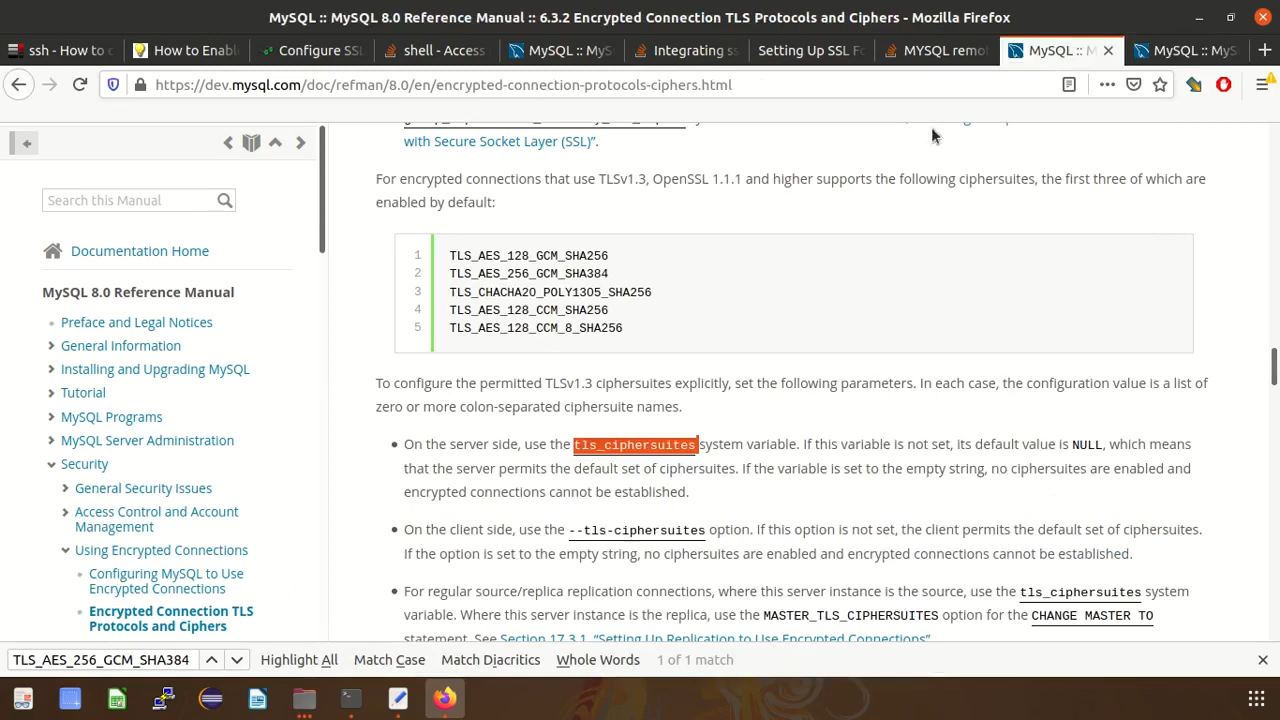 MySQL :: MySQL 8.0 Reference Manual :: 6.3.2 Encrypted Connection TLS Protocols and Ciphers - Mozilla Firefox
ssh - How to c
How to Enabl
Configure SSL
shell - Access
MySQL :: MyS
Integrating ss
Setting Up SSL Fo
MYSQL remo
MySQL :: M
MySQL :: MyS
https://dev.mysql.com/doc/refman/8.0/en/encrypted-connection-protocols-ciphers.html
with Secure Socket Layer (SSL)”.
For encrypted connections that use TLSv1.3, OpenSSL 1.1.1 and higher supports the following ciphersuites, the first three of which are
enabled by default:
1 TLS_AES_128_GCM_SHA256
2 TLS_AES_256_GCM_SHA384
3 TLS_CHACHA20_POLY1305_SHA256
4 TLS_AES_128_CCM_SHA256
5 TLS_AES_128_CCM_8_SHA256
To configure the permitted TLSv1.3 ciphersuites explicitly, set the following parameters. In each case, the configuration value is a list of
zero or more colon-separated ciphersuite names.
• On the server side, use the tls_ciphersuites system variable. If this variable is not set, its default value is NULL, which means
that the server permits the default set of ciphersuites. If the variable is set to the empty string, no ciphersuites are enabled and
encrypted connections cannot be established.
• On the client side, use the --tls-ciphersuites option. If this option is not set, the client permits the default set of ciphersuites.
If the option is set to the empty string, no ciphersuites are enabled and encrypted connections cannot be established.
• For regular source/replica replication connections, where this server instance is the source, use the tls_ciphersuites system
variable. Where this server instance is the replica, use the MASTER_TLS_CIPHERSUITES option for the CHANGE MASTER TO
statement. See Section 17.3.1, “Setting Up Replication to Use Encrypted Connections”
Search this Manual
Documentation Home
MySQL 8.0 Reference Manual
Preface and Legal Notices
General Information
Installing and Upgrading MySQL
Tutorial
MySQL Programs
MySQL Server Administration
Security
General Security Issues
Access Control and Account
Management
Using Encrypted Connections
Configuring MySQL to Use
Encrypted Connections
Encrypted Connection TLS
Protocols and Ciphers
TLS_AES_256_GCM_SHA384
Highlight All
Match Case
Match Diacritics
Whole Words
1 of 1 match